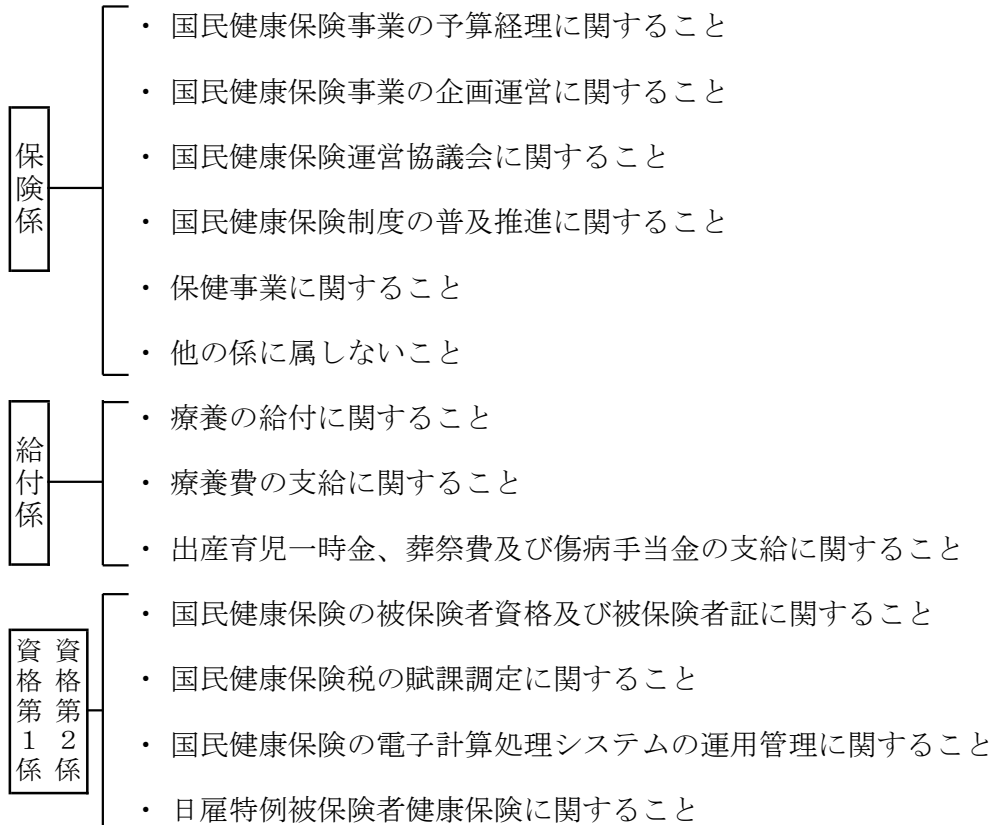 保険係
・ 国民健康保険事業の予算経理に関すること
・ 国民健康保険事業の企画運営に関すること
・ 国民健康保険運営協議会に関すること
・ 国民健康保険制度の普及推進に関すること
・ 保健事業に関すること
・ 他の係に属しないこと
給付係
・ 療養の給付に関すること
・ 療養費の支給に関すること
・ 出産育児一時金、葬祭費及び傷病手当金の支給に関すること
資格第1係
資格第2係
・ 国民健康保険の被保険者資格及び被保険者証に関すること
・ 国民健康保険税の賦課調定に関すること
・ 国民健康保険の電子計算処理システムの運用管理に関すること
・ 日雇特例被保険者健康保険に関すること